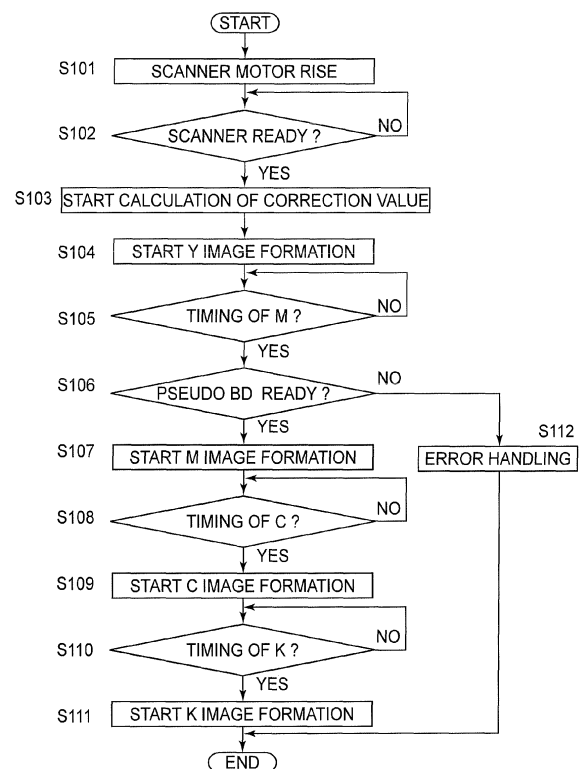 START
S101 SCANNER MOTOR RISE
S102 SCANNER READY ? NO
YES
S103 START CALCULATION OF CORRECTION VALUE
S104 START Y IMAGE FORMATION
NO
S105 TIMING OF M ?
YES
S106 PSEUDO BD READY ? NO
YES
S107 START M IMAGE FORMATION
S112
ERROR HANDLING
S108 TIMING OF C ? NO
YES
S109 START C IMAGE FORMATION
S110 TIMING OF K ? NO
YES
S111 START K IMAGE FORMATION
END